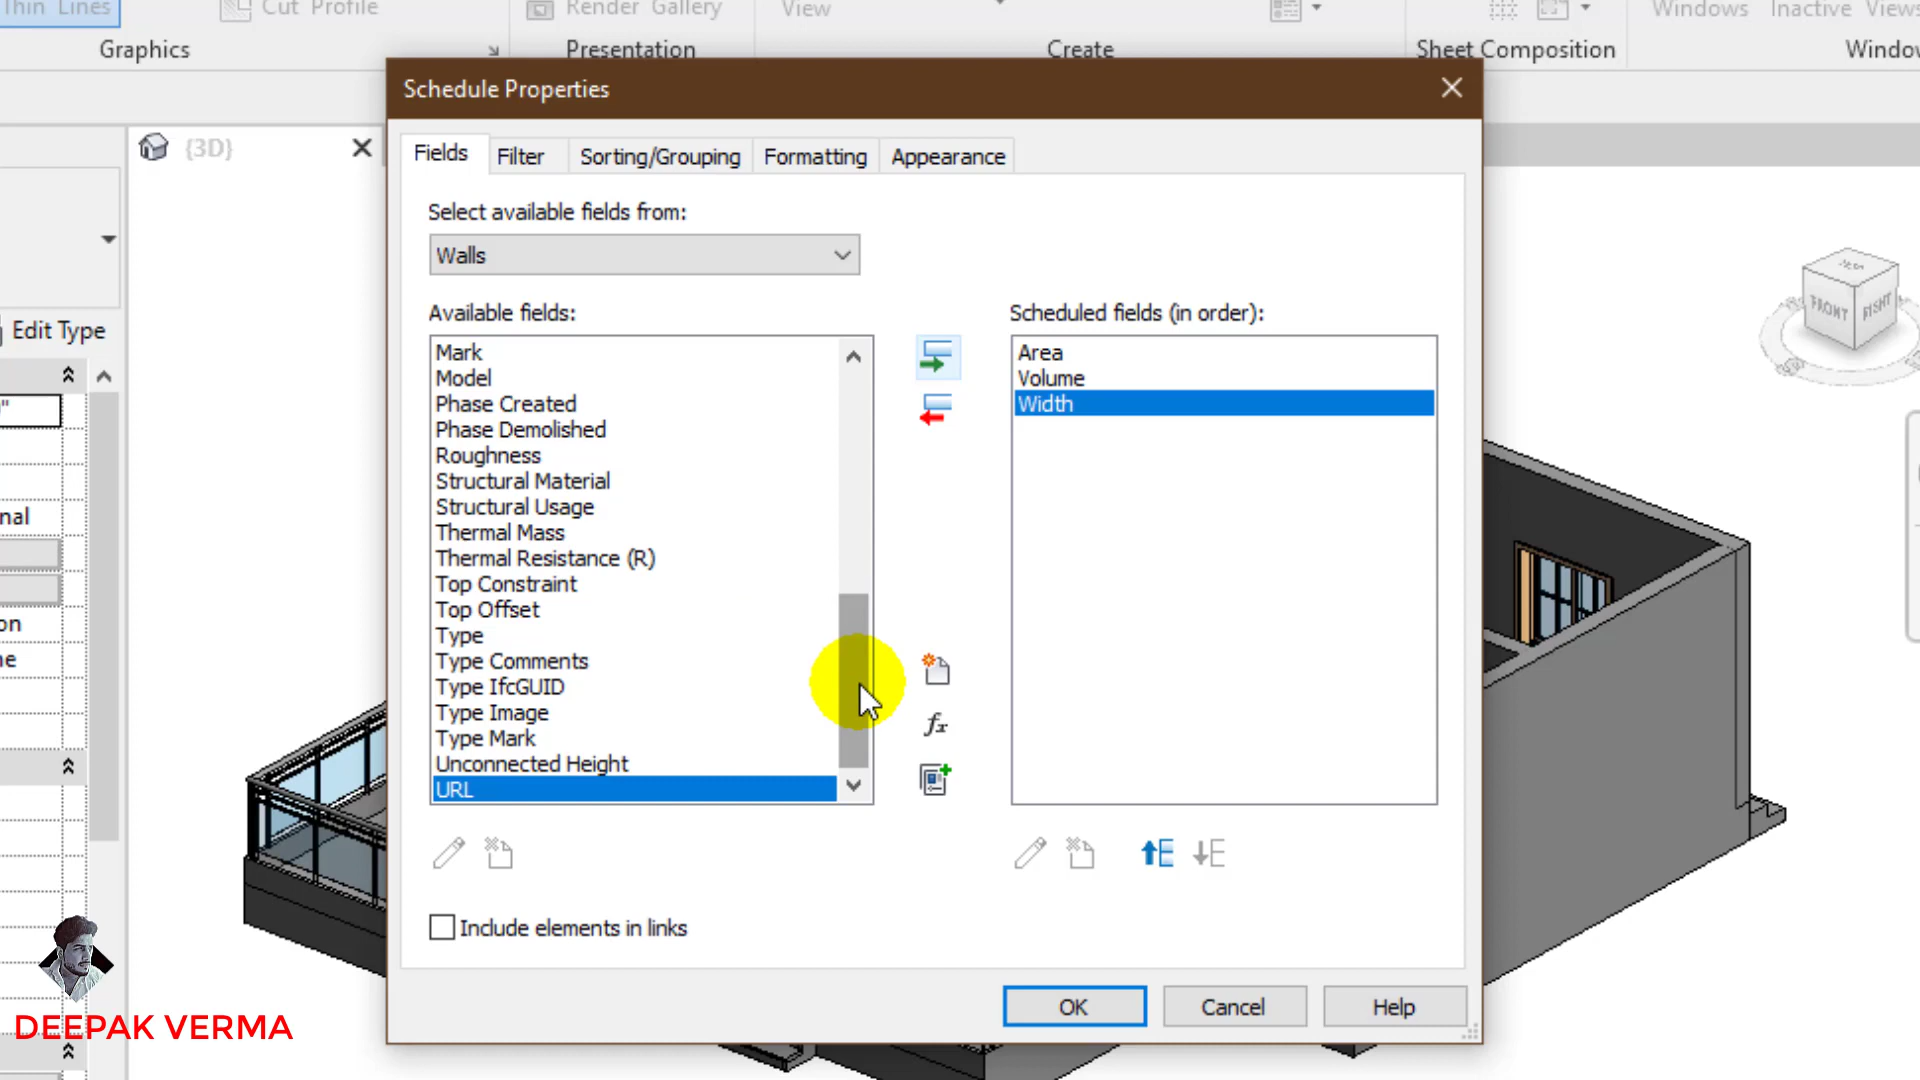 Thin Lines
Cut Profile
Render Gallery
View
Windows
Inactive Views
Graphics
Presentation
Create
Sheet Composition
Schedule Properties
{3D}
Fields
Filter
Sorting/Grouping
Formatting
Appearance
Select available fields from:
Walls
Available fields:
Scheduled fields (in order):
Mark
Model
Phase Created
Phase Demolished
Roughness
Structural Material
Structural Usage
Thermal Mass
Thermal Resistance (R)
Top Constraint
Top Offset
Type
Type Comments
Type IfcGUID
Type Image
Type Mark
Unconnected Height
URL
Area
Volume
Width
fx
Include elements in links
OK
Cancel
Help
Edit Type
nal
on
ne
FRONT
DEEPAK VERMA